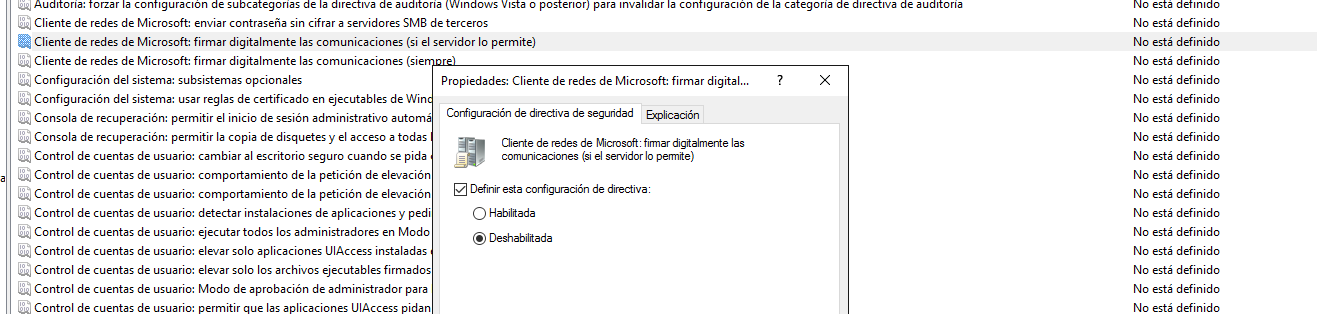 Auditoría: forzar la configuración de subcategorías de la directiva de auditoría (Windows Vista o posterior) para invalidar la configuración de la categoría de directiva de auditoría No está definido
Cliente de redes de Microsoft: enviar contraseña sin cifrar a servidores SMB de terceros No está definido
Cliente de redes de Microsoft: firmar digitalmente las comunicaciones (si el servidor lo permite) No está definido
Cliente de redes de Microsoft: firmar digitalmente las comunicaciones (siempre) No está definido
Configuración del sistema: subsistemas opcionales No está definido
Configuración del sistema: usar reglas de certificado en ejecutables de Wind No está definido
Consola de recuperación: permitir el inicio de sesión administrativo automá No está definido
Consola de recuperación: permitir la copia de disquetes y el acceso a todas No está definido
Control de cuentas de usuario: cambiar al escritorio seguro cuando se pida No está definido
Control de cuentas de usuario: comportamiento de la petición de elevación No está definido
Control de cuentas de usuario: comportamiento de la petición de elevación No está definido
Control de cuentas de usuario: detectar instalaciones de aplicaciones y pedi No está definido
Control de cuentas de usuario: ejecutar todos los administradores en Modo No está definido
Control de cuentas de usuario: elevar solo aplicaciones UIAccess instaladas No está definido
Control de cuentas de usuario: elevar solo los archivos ejecutables firmados No está definido
Control de cuentas de usuario: Modo de aprobación de administrador para No está definido
Control de cuentas de usuario: permitir que las aplicaciones UIAccess pidan No está definido
Propiedades: Cliente de redes de Microsoft: firmar digital... ?
Configuración de directiva de seguridad Explicación
Cliente de redes de Microsoft: firmar digitalmente las
comunicaciones (si el servidor lo permite)
Definir esta configuración de directiva:
Habilitada
Deshabilitada